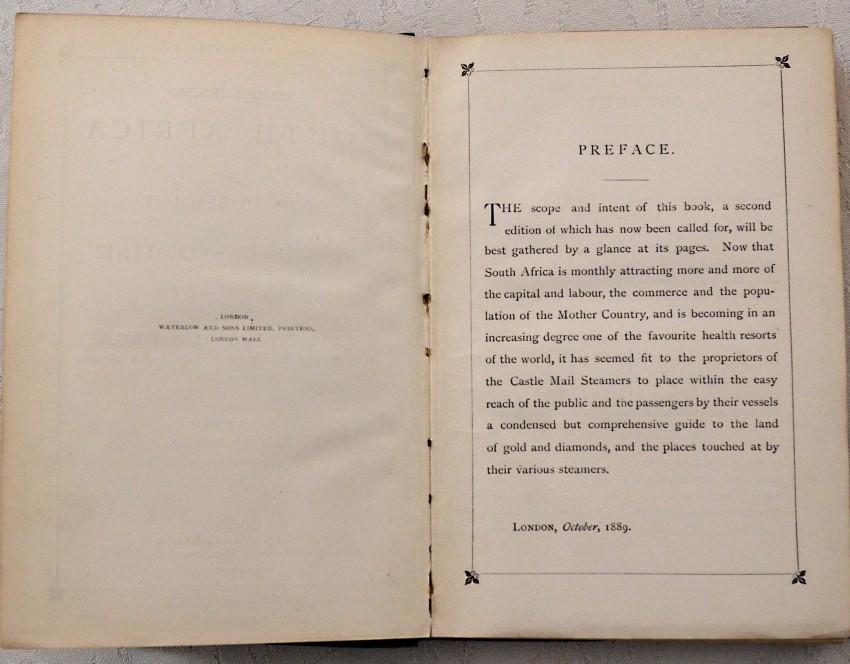 LONDON
WATERLOW AND SONS LIMITED, PRINTERS,
LONDON WALL
PREFACE.
THE scope and intent of this book, a second
edition of which has now been called for, will be
best gathered by a glance at its pages. Now that
South Africa is monthly attracting more and more of
the capital and labour, the commerce and the popu-
lation of the Mother Country, and is becoming in an
increasing degree one of the favourite health resorts
of the world, it has seemed fit to the proprietors of
the Castle Mail Steamers to place within the easy
reach of the public and the passengers by their vessels
a condensed but comprehensive guide to the land
of gold and diamonds, and the places touched at by
their various steamers.
LONDON, October, 1889.